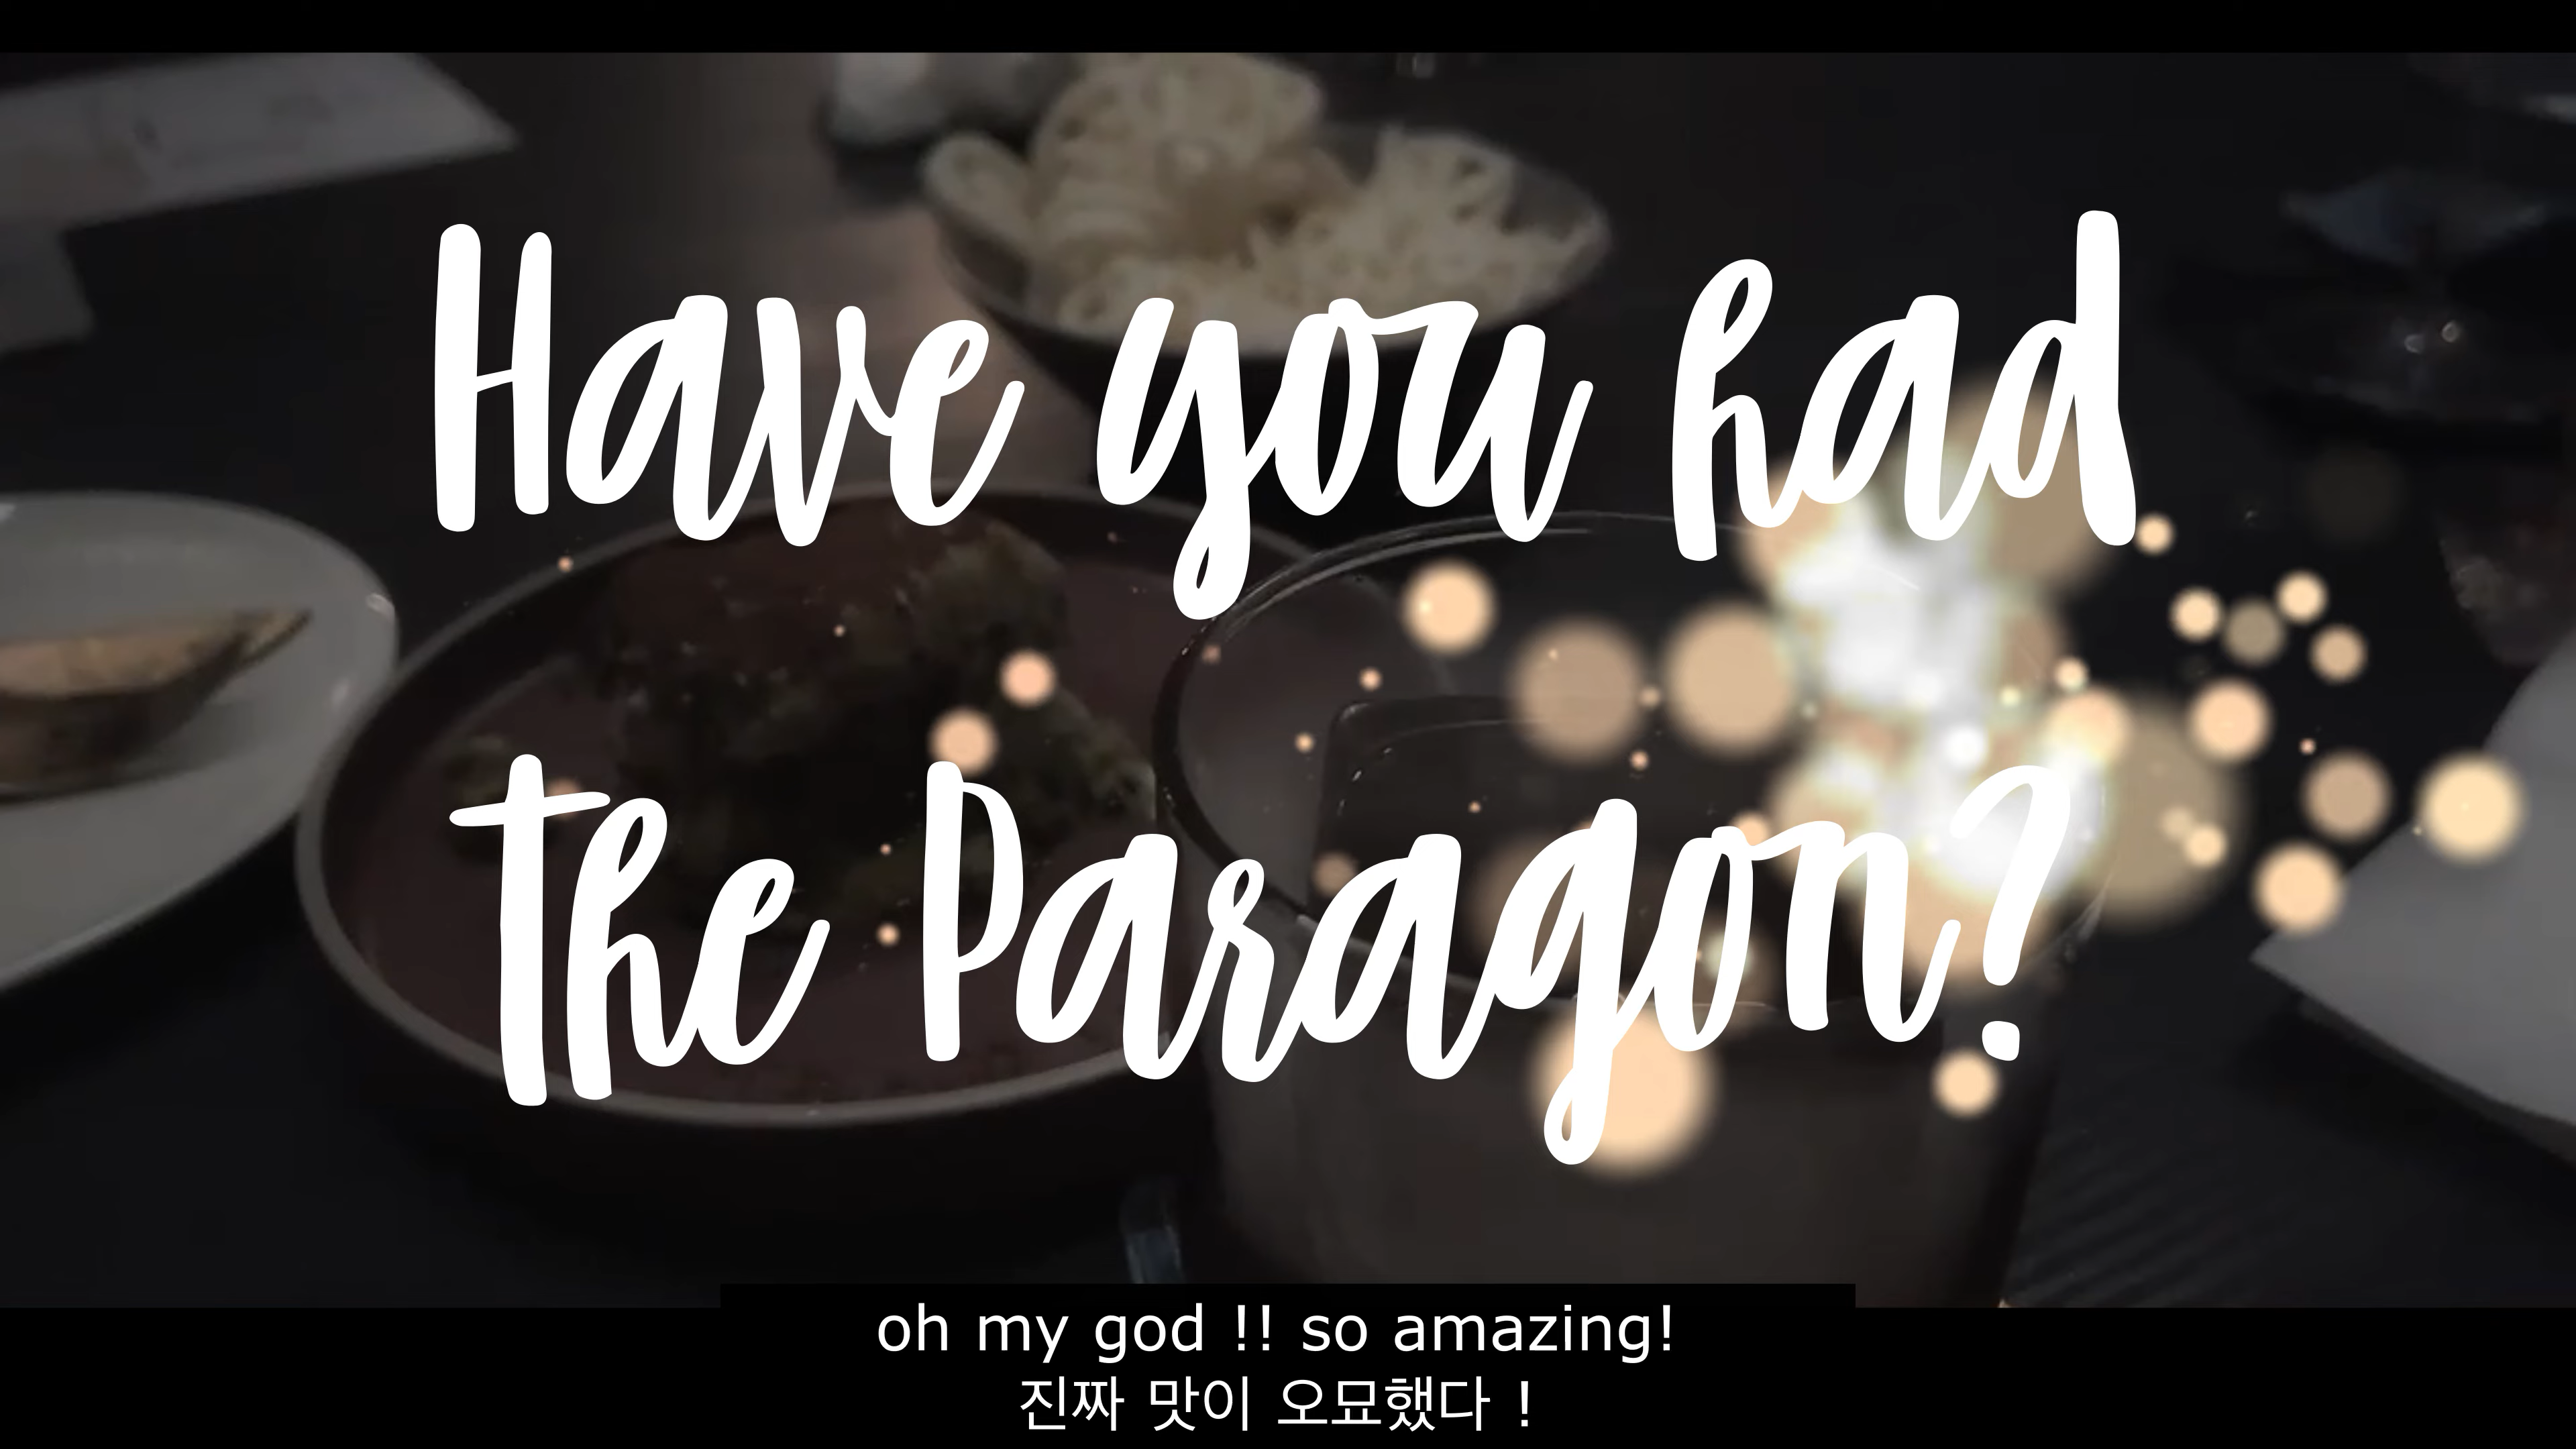 Have you had
the Paragon?
oh my god !! so amazing!
진짜 맛이 오묘했다 !